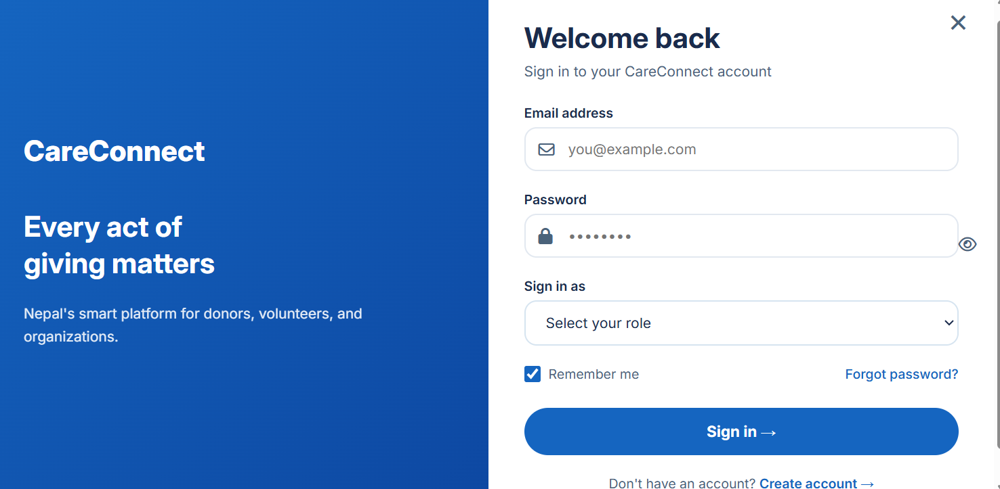 CareConnect
Every act of
giving matters
Nepal's smart platform for donors, volunteers, and
organizations.
Welcome back
Sign in to your CareConnect account
Email address
you@example.com
Password
••••••••
Sign in as
Select your role
Remember me
Forgot password?
Sign in →
Don't have an account? Create account →